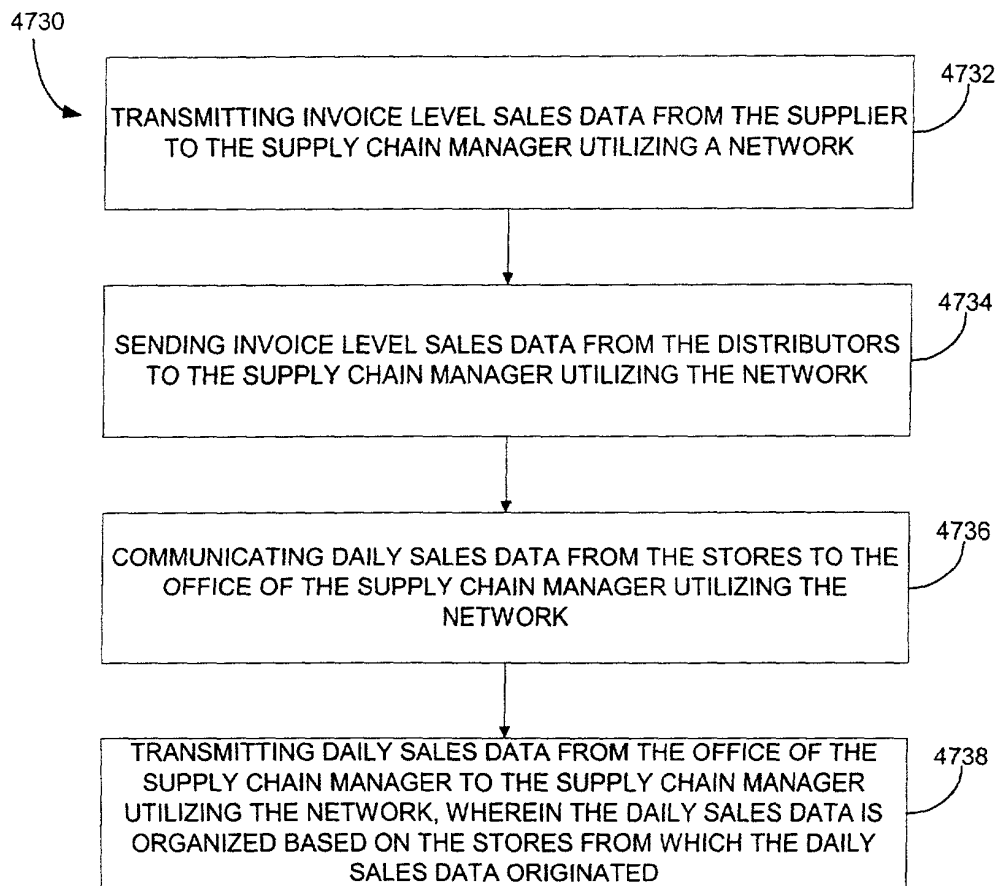 4730
4732
TRANSMITTING INVOICE LEVEL SALES DATA FROM THE SUPPLIER
TO THE SUPPLY CHAIN MANAGER UTILIZING A NETWORK
4734
SENDING INVOICE LEVEL SALES DATA FROM THE DISTRIBUTORS
TO THE SUPPLY CHAIN MANAGER UTILIZING THE NETWORK
4736
COMMUNICATING DAILY SALES DATA FROM THE STORES TO THE
OFFICE OF THE SUPPLY CHAIN MANAGER UTILIZING THE
NETWORK
4738
TRANSMITTING DAILY SALES DATA FROM THE OFFICE OF THE
SUPPLY CHAIN MANAGER TO THE SUPPLY CHAIN MANAGER
UTILIZING THE NETWORK, WHEREIN THE DAILY SALES DATA IS
ORGANIZED BASED ON THE STORES FROM WHICH THE DAILY
SALES DATA ORIGINATED